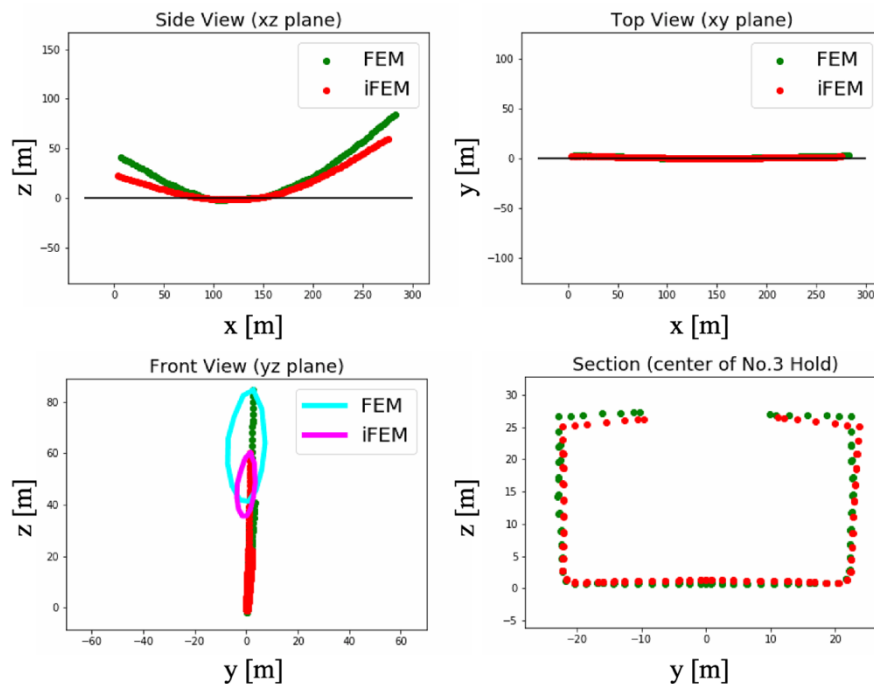 Side View (xz plane)
150
100
50
0
−50
z [m]
FEM
iFEM
0 50 100 150 200 250 300
x [m]
Top View (xy plane)
100
50
0
−50
−100
y [m]
FEM
iFEM
0 50 100 150 200 250 300
x [m]
Front View (yz plane)
80
60
40
20
0
z [m]
FEM
iFEM
−60 −40 −20 0 20 40 60
y [m]
Section (center of No.3 Hold)
30
25
20
15
10
5
0
−5
z [m]
−20 −10 0 10 20
y [m]